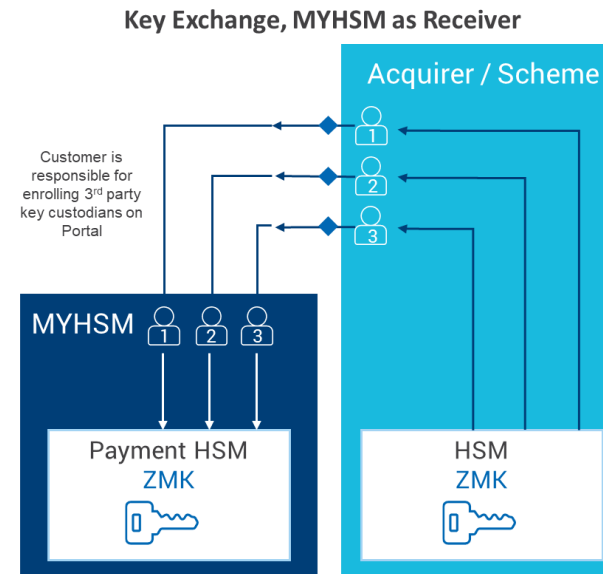 Key Exchange, MYHSM as Receiver
Acquirer / Scheme
1
Customer is
responsible for
enrolling 3rd party
key custodians on
Portal
2
3
MYHSM
1
2
3
Payment HSM
ZMK
HSM
ZMK